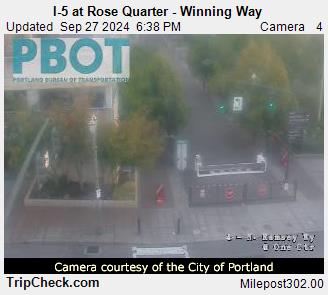 I-5 at Rose Quarter - Winning Way
Updated Sep 27 2024 6:38 PM Camera 4
PBOT
PORTLAND BUREAU OF TRANSPORTATION
Camera courtesy of the City of Portland
TripCheck.com Milepost302.00